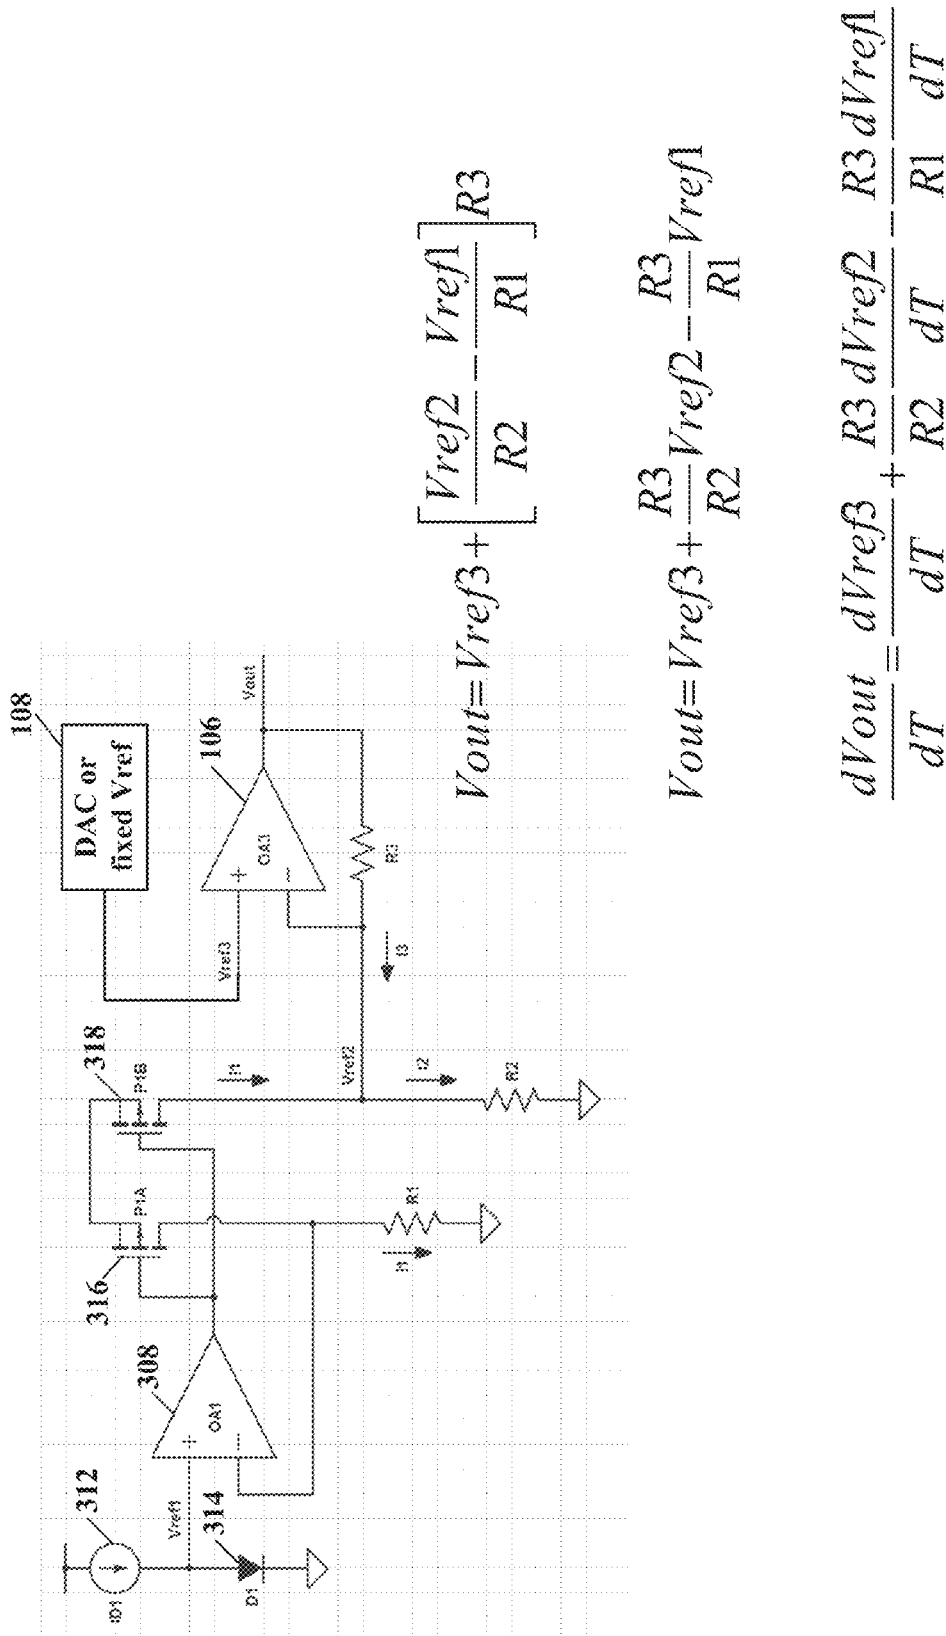 312
ID1
Vref1
314
D1
308
OA1
+
−
316
P1A
318
P1B
I1
R1
I1
Vref2
I2
R2
108
DAC or
fixed Vref
Vref3
106
OA3
+
−
Vout
R3
I3
Vout=Vref3+[Vref2/R2 − Vref1/R1]R3
Vout=Vref3+R3/R2 Vref2 − R3/R1 Vref1
dVout/dT = dVref3/dT + R3/R2 dVref2/dT − R3/R1 dVref1/dT